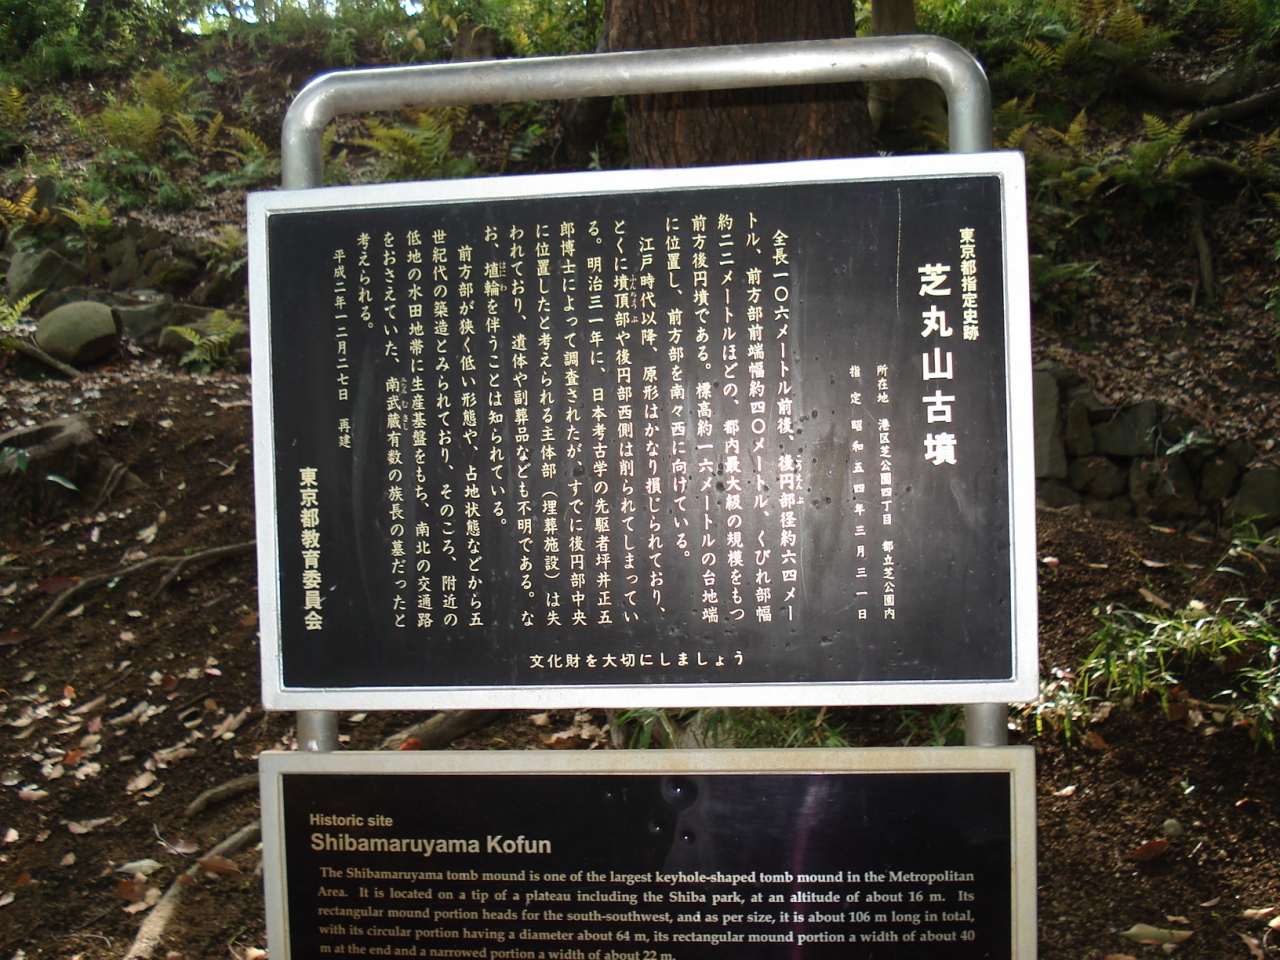 東京都指定史跡
芝丸山古墳
所在地 港区芝公園四丁目 都立芝公園内
指定 昭和五四年三月三一日
全長一〇六メートル前後、後円部径約六四メー
トル、前方部前端幅約四〇メートル、くびれ部幅
約二二メートルほどの、都内最大級の規模をもつ
前方後円墳である。標高約一六メートルの台地端
に位置し、前方部を南々西に向けている。
江戸時代以降、原形はかなり損じられており、
とくに墳頂部や後円部西側は削られてしまってい
る。明治三一年に、日本考古学の先駆者坪井正五
郎博士によって調査されたが、すでに後円部中央
に位置したと考えられる主体部（埋葬施設）は失
われており、遺体や副葬品なども不明である。な
お、埴輪を伴うことは知られている。
前方部が狭く低い形態や、占地状態などから五
世紀代の築造とみられており、そのころ、附近の
低地の水田地帯に生産基盤をもち、南北の交通路
をおさえていた、南武蔵有数の族長の墓だったと
考えられる。
平成二年一二月二七日 再建
東京都教育委員会
文化財を大切にしましょう
Historic site
Shibamaruyama Kofun
The Shibamaruyama tomb mound is one of the largest keyhole-shaped tomb mound in the Metropolitan
Area. It is located on a tip of a plateau including the Shiba park, at an altitude of about 16 m. Its
rectangular mound portion heads for the south-southwest, and as per size, it is about 106 m long in total,
with its circular portion having a diameter about 64 m, its rectangular mound portion a width of about 40
m at the end and a narrowed portion a width of about 22 m.